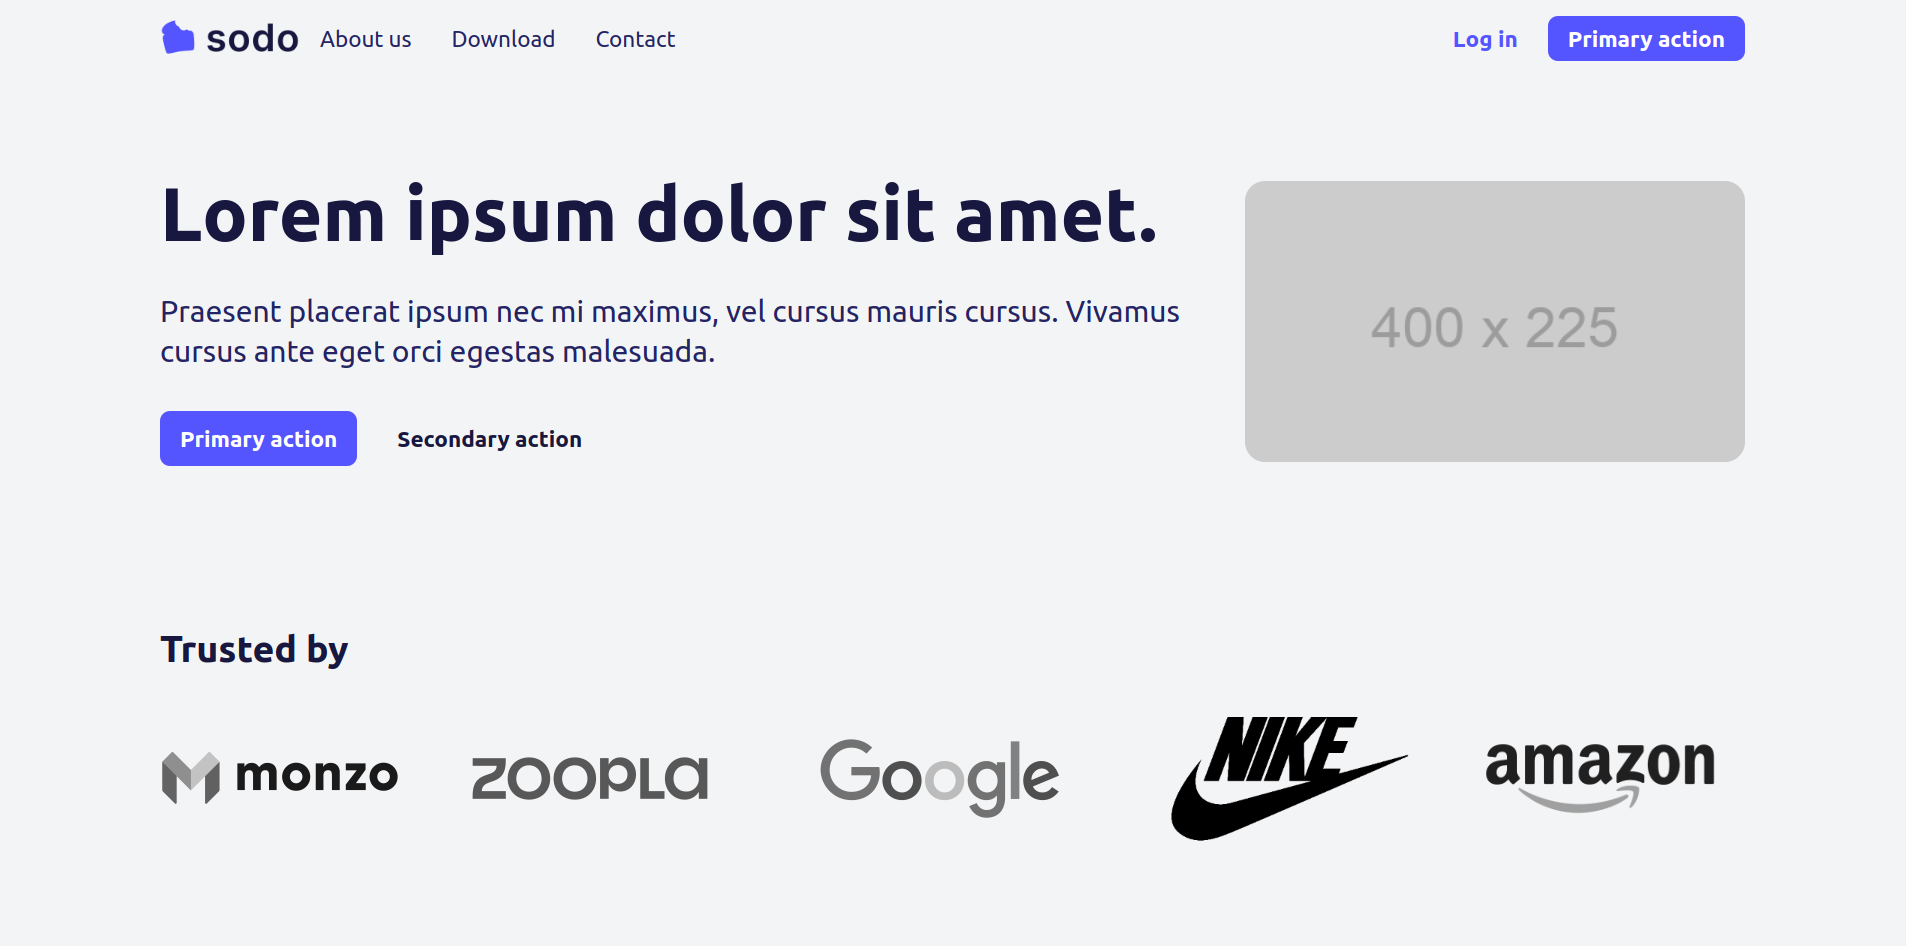 sodo About us Download Contact Log in Primary action
Lorem ipsum dolor sit amet.
Praesent placerat ipsum nec mi maximus, vel cursus mauris cursus. Vivamus
cursus ante eget orci egestas malesuada.
400 x 225
Primary action Secondary action
Trusted by
monzo zoopla Google NIKE amazon